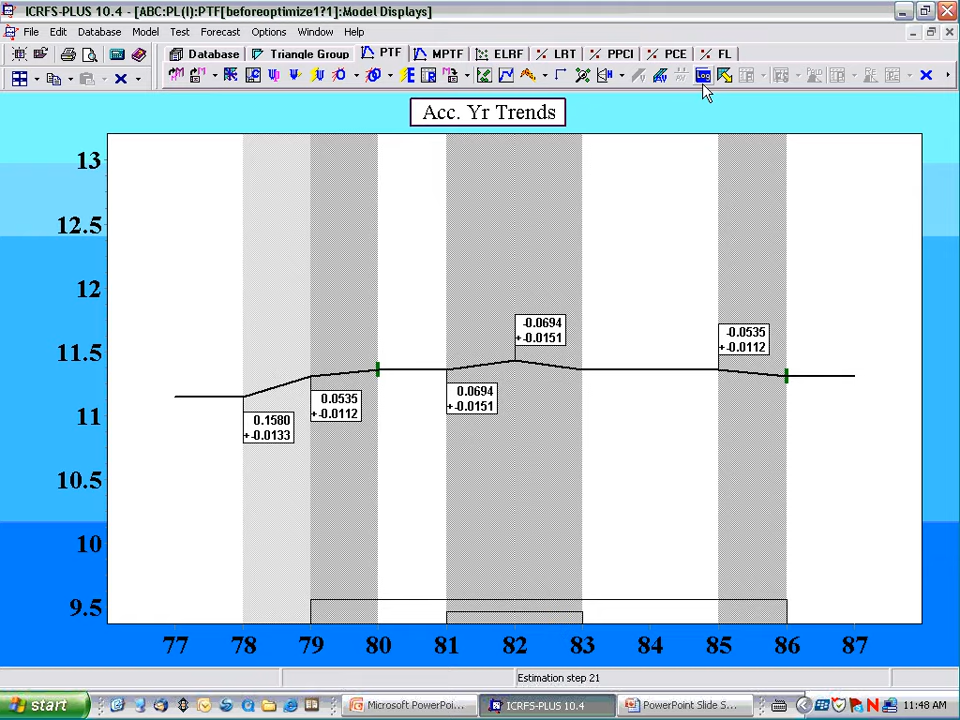 ICRFS-PLUS 10.4 - [ABC:PL(I):PTF[beforeoptimize1?1]:Model Displays]
File Edit Database Model Test Forecast Options Window Help
Database Triangle Group PTF MPTF ELRF LRT PPCI PCE FL
Log
Acc. Yr Trends
13
12.5
12
11.5
11
10.5
10
9.5
-0.0694
+-0.0151
-0.0535
+-0.0112
0.0694
+-0.0151
0.0535
+-0.0112
0.1580
+-0.0133
77 78 79 80 81 82 83 84 85 86 87
Estimation step 21
start
Microsoft PowerPoi...
ICRFS-PLUS 10.4
PowerPoint Slide S...
11:48 AM